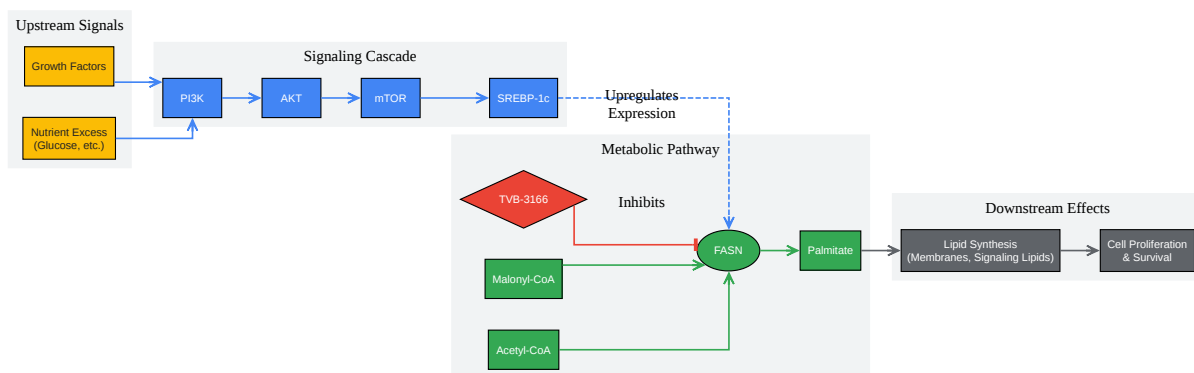 Upstream Signals
Growth Factors
Nutrient Excess
(Glucose, etc.)
Signaling Cascade
PI3K
AKT
mTOR
SREBP-1c
Upregulates
Expression
Metabolic Pathway
TVB-3166
Inhibits
FASN
Palmitate
Malonyl-CoA
Acetyl-CoA
Downstream Effects
Lipid Synthesis
(Membranes, Signaling Lipids)
Cell Proliferation
& Survival